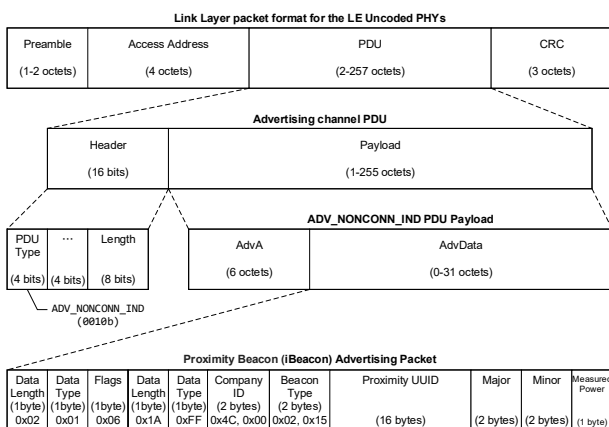 Link Layer packet format for the LE Uncoded PHYs
Preamble Access Address PDU CRC
(1-2 octets) (4 octets) (2-257 octets) (3 octets)
Advertising channel PDU
Header Payload
(16 bits) (1-255 octets)
ADV_NONCONN_IND PDU Payload
PDU ... Length AdvA AdvData
Type
(4 bits) (4 bits) (8 bits) (6 octets) (0-31 octets)
ADV_NONCONN_IND
(0010b)
Proximity Beacon (iBeacon) Advertising Packet
Data Data Flags Data Data Company Beacon Proximity UUID Major Minor Measured
Length Type Length Type ID Type Power
(1byte) (1byte) (1byte) (1byte) (1byte) (2 bytes) (2 bytes)
0x02 0x01 0x06 0x1A 0xFF 0x4C, 0x00 0x02, 0x15 (16 bytes) (2 bytes) (2 bytes) (1 byte)